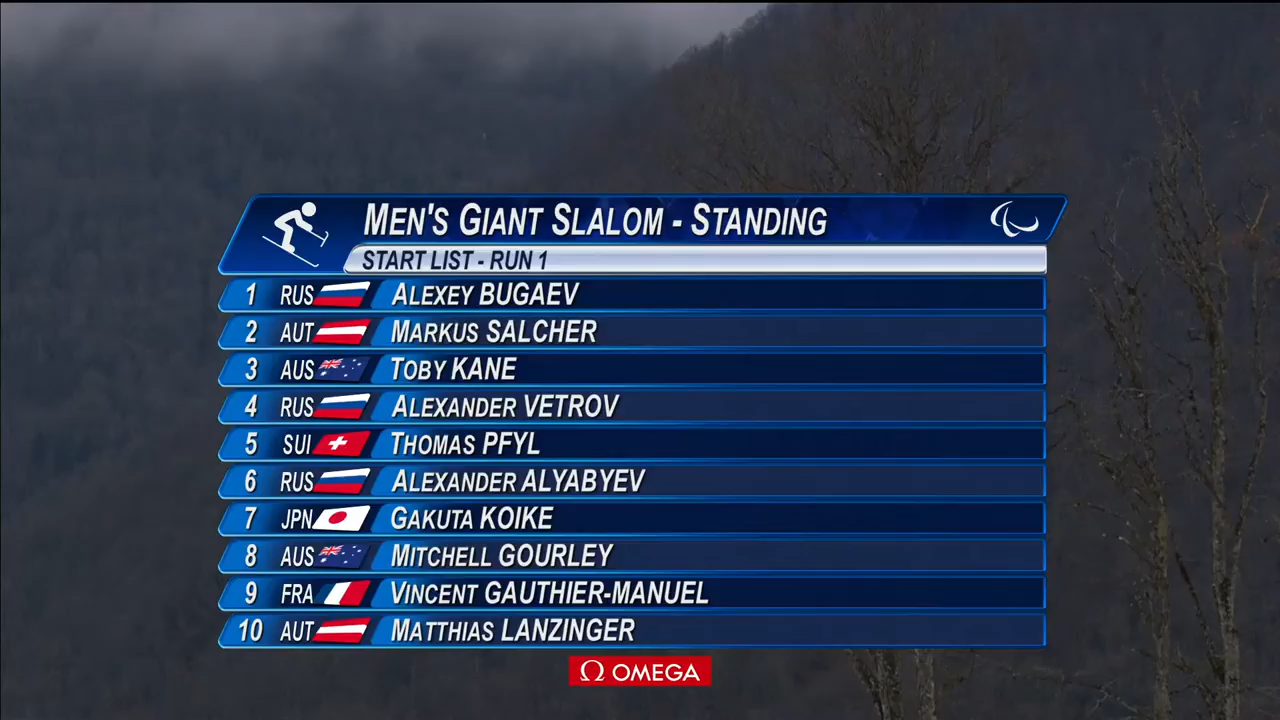 MEN'S GIANT SLALOM - STANDING
START LIST - RUN 1
1 RUS ALEXEY BUGAEV
2 AUT MARKUS SALCHER
3 AUS TOBY KANE
4 RUS ALEXANDER VETROV
5 SUI THOMAS PFYL
6 RUS ALEXANDER ALYABYEV
7 JPN GAKUTA KOIKE
8 AUS MITCHELL GOURLEY
9 FRA VINCENT GAUTHIER-MANUEL
10 AUT MATTHIAS LANZINGER
Ω OMEGA